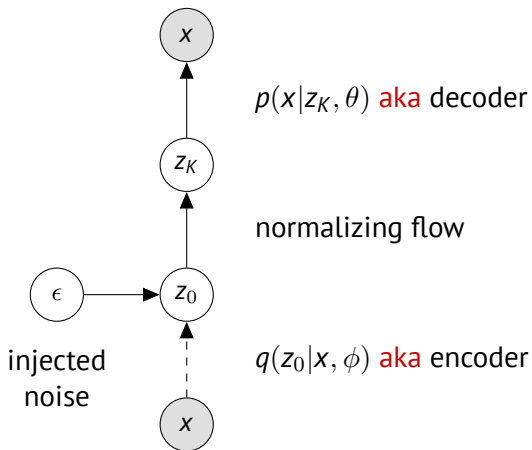 x
p(x|z_K, θ) aka decoder
z_K
normalizing flow
ϵ
z_0
injected
noise
q(z_0|x, ϕ) aka encoder
x